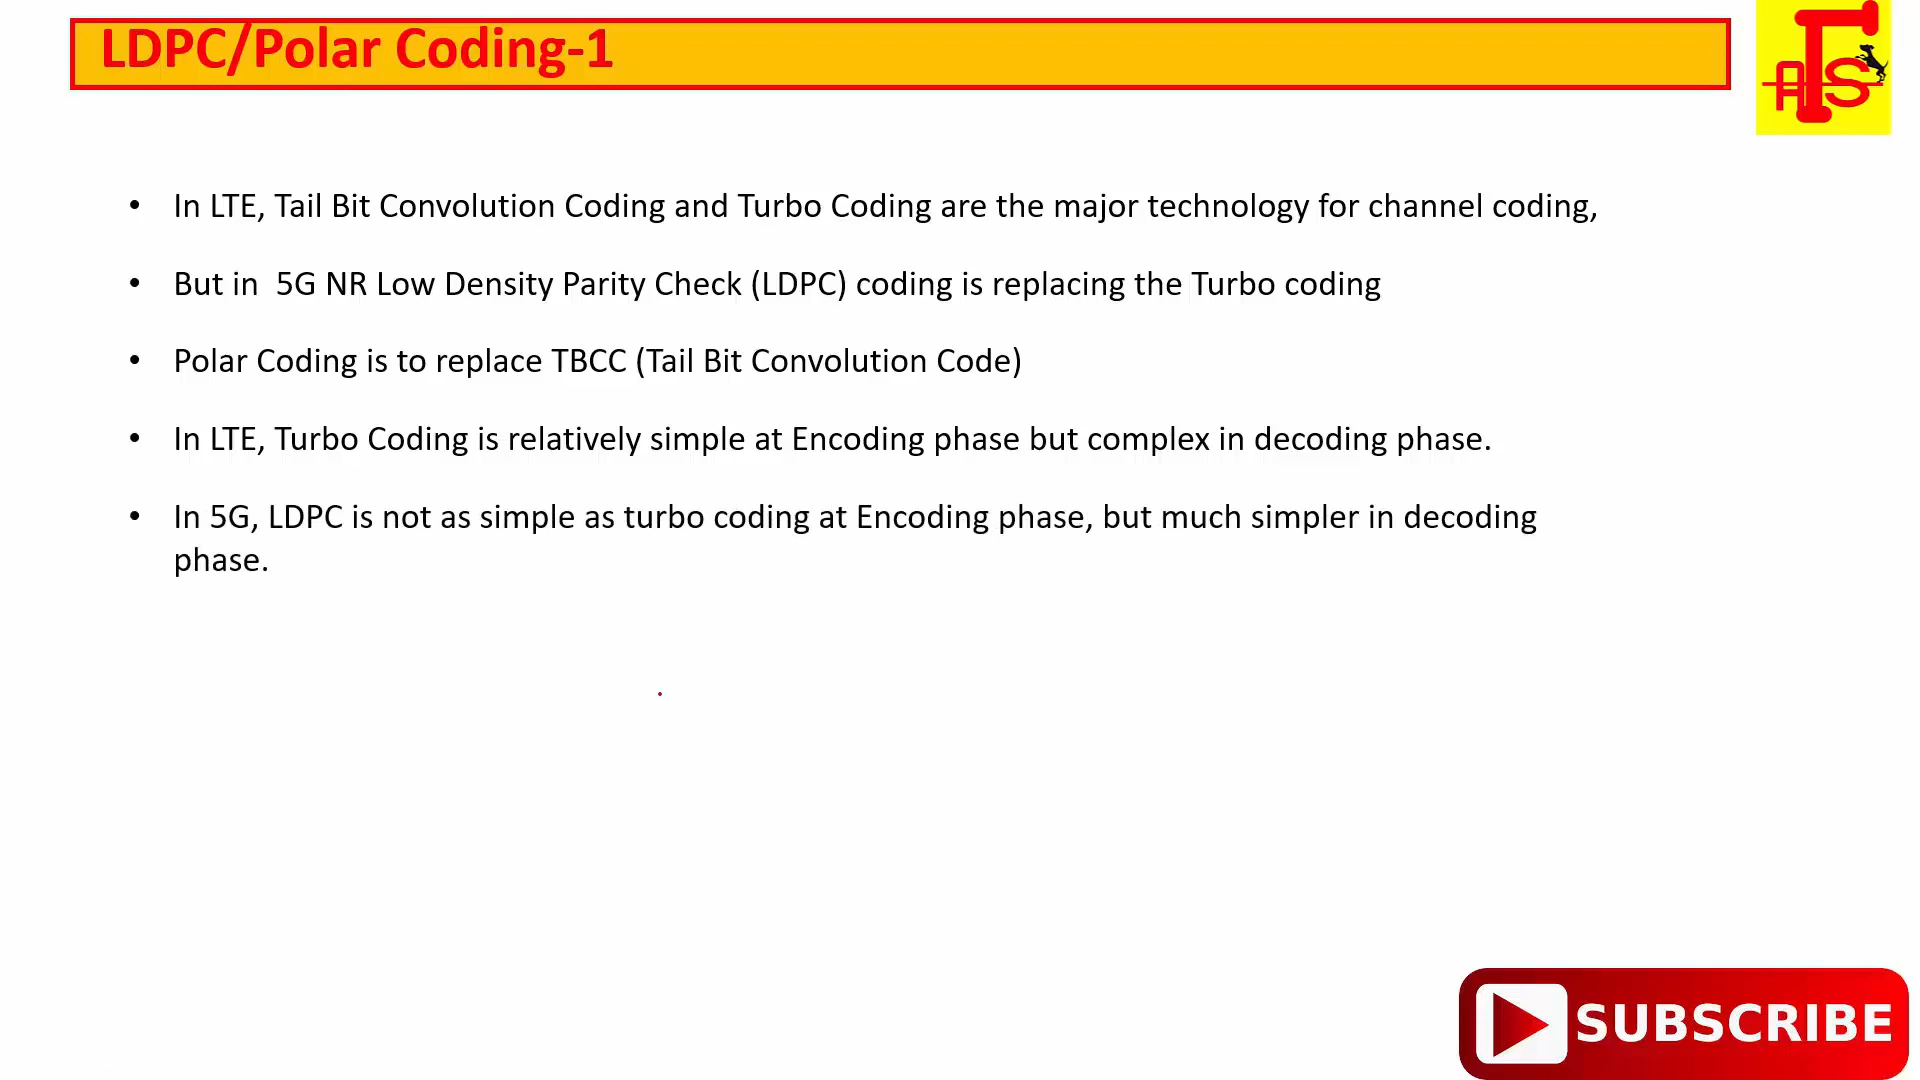 LDPC/Polar Coding-1
AIS
• In LTE, Tail Bit Convolution Coding and Turbo Coding are the major technology for channel coding,
• But in  5G NR Low Density Parity Check (LDPC) coding is replacing the Turbo coding
• Polar Coding is to replace TBCC (Tail Bit Convolution Code)
• In LTE, Turbo Coding is relatively simple at Encoding phase but complex in decoding phase.
• In 5G, LDPC is not as simple as turbo coding at Encoding phase, but much simpler in decoding
phase.
SUBSCRIBE